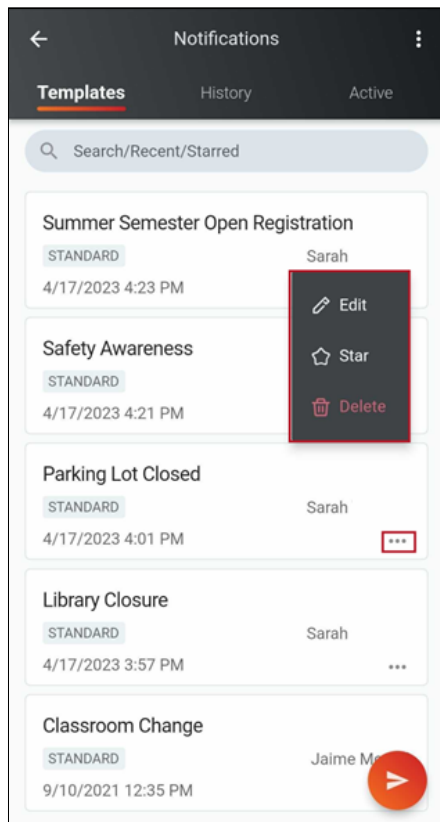 Notifications
Templates History Active
Search/Recent/Starred
Summer Semester Open Registration
STANDARD Sarah
4/17/2023 4:23 PM
Edit
Safety Awareness
Star
STANDARD
Delete
4/17/2023 4:21 PM
Parking Lot Closed
STANDARD Sarah
4/17/2023 4:01 PM
Library Closure
STANDARD Sarah
4/17/2023 3:57 PM
Classroom Change
STANDARD Jaime
9/10/2021 12:35 PM